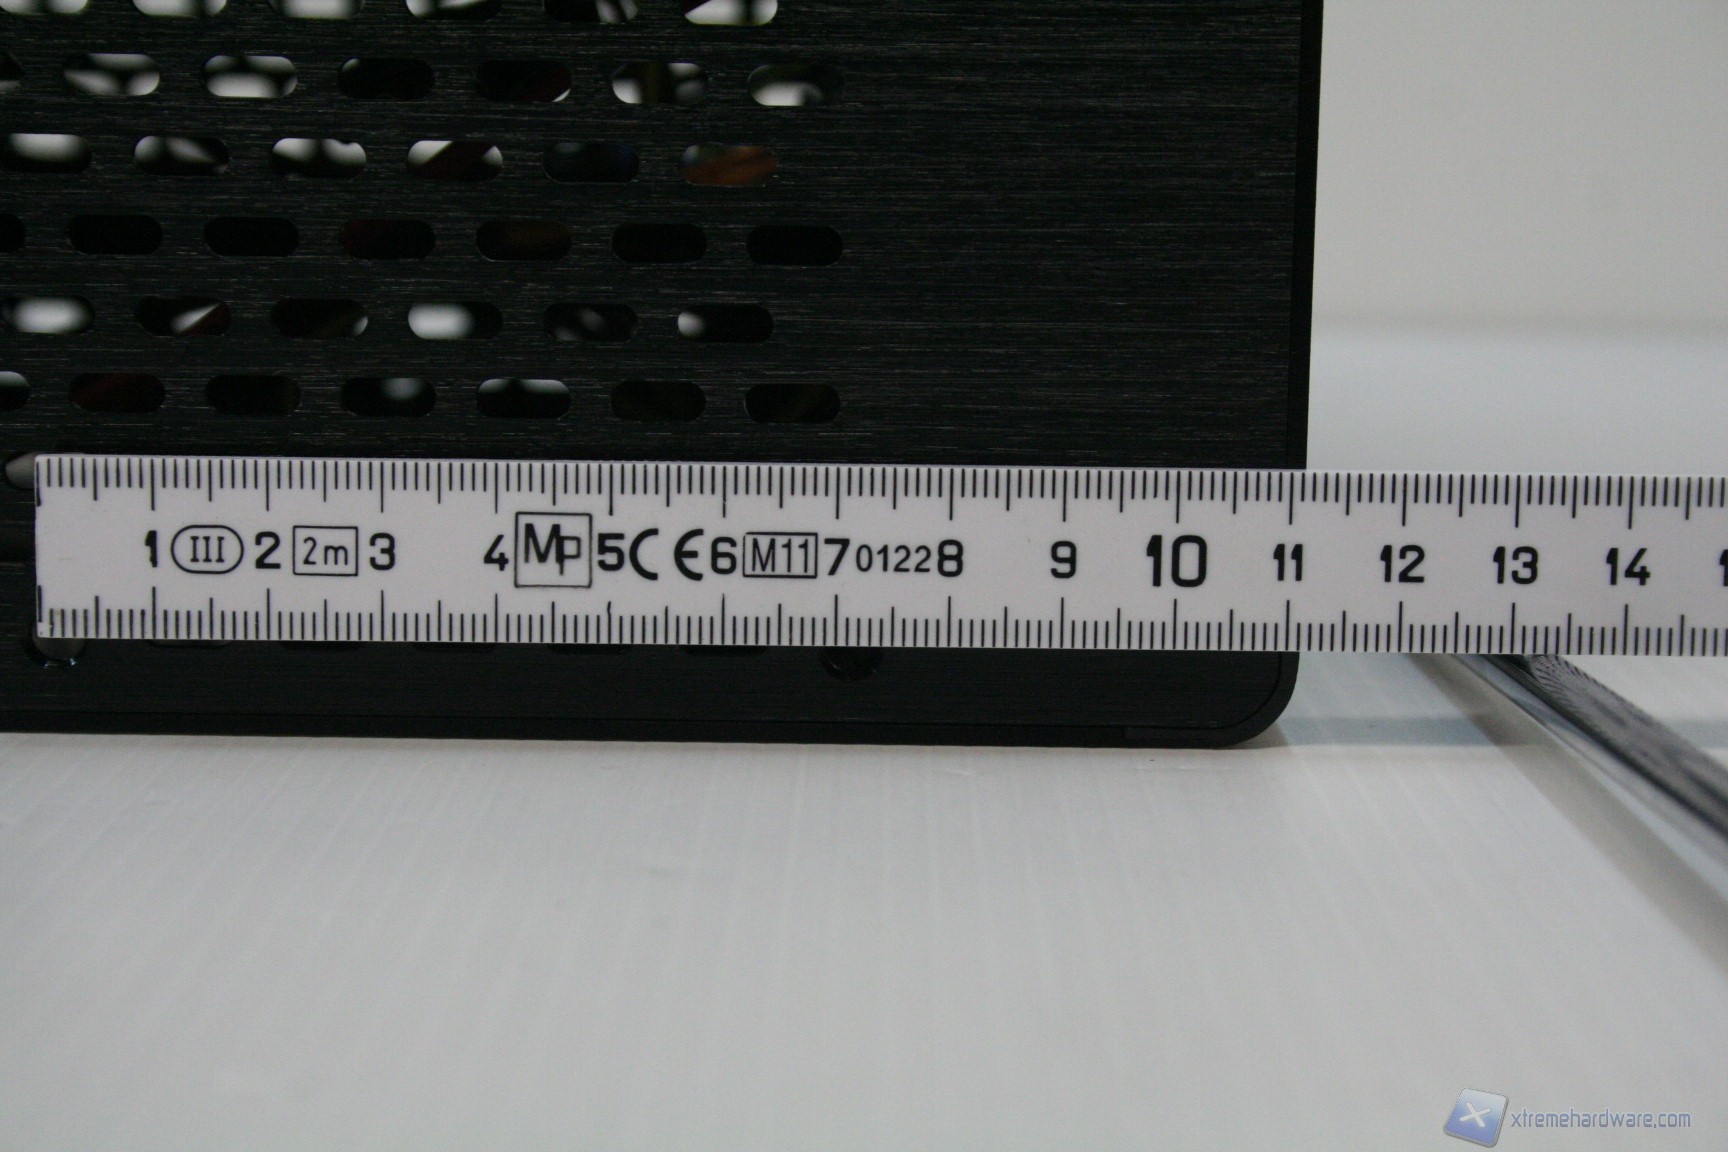 1 III 2 2m 3 4 Mp 5 CE 6 M11 7 0122 8 9 10 11 12 13 14
xtremehardware.com